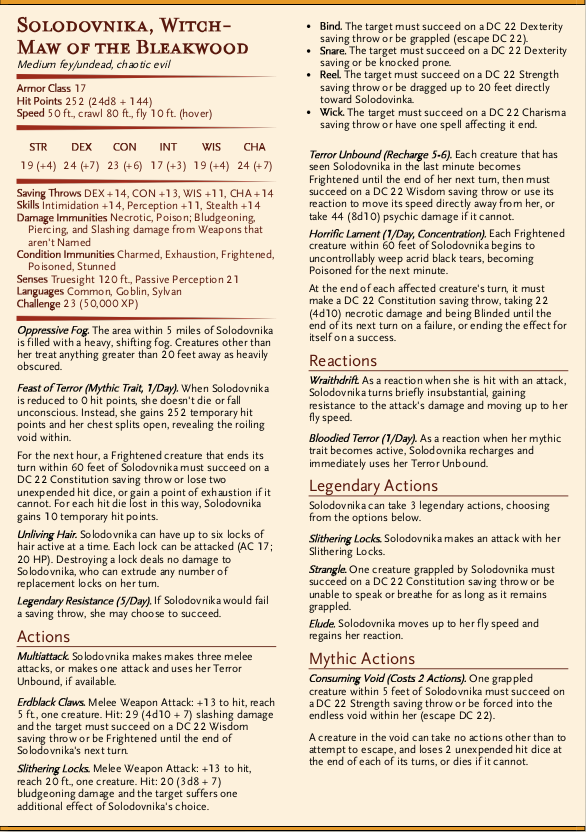 Solodovnika, Witch-
Maw of the Bleakwood
Medium fey/undead, chaotic evil
Armor Class 17
Hit Points 252 (24d8 + 144)
Speed 50 ft., crawl 80 ft., fly 10 ft. (hover)
STR DEX CON INT WIS CHA
19 (+4) 24 (+7) 23 (+6) 17 (+3) 19 (+4) 24 (+7)
Saving Throws DEX +14, CON +13, WIS +11, CHA +14
Skills Intimidation +14, Perception +11, Stealth +14
Damage Immunities Necrotic, Poison; Bludgeoning,
Piercing, and Slashing damage from Weapons that
aren't Named
Condition Immunities Charmed, Exhaustion, Frightened,
Poisoned, Stunned
Senses Truesight 120 ft., Passive Perception 21
Languages Common, Goblin, Sylvan
Challenge 23 (50,000 XP)
Oppressive Fog. The area within 5 miles of Solodovnika
is filled with a heavy, shifting fog. Creatures other than
her treat anything greater than 20 feet away as heavily
obscured.
Feast of Terror (Mythic Trait, 1/Day). When Solodovnika
is reduced to 0 hit points, she doesn't die or fall
unconscious. Instead, she gains 252 temporary hit
points and her chest splits open, revealing the roiling
void within.
For the next hour, a Frightened creature that ends its
turn within 60 feet of Solodovnika must succeed on a
DC 22 Constitution saving throw or lose two
unexpended hit dice, or gain a point of exhaustion if it
cannot. For each hit die lost in this way, Solodovnika
gains 10 temporary hit points.
Unliving Hair. Solodovnika can have up to six locks of
hair active at a time. Each lock can be attacked (AC 17;
20 HP). Destroying a lock deals no damage to
Solodovnika, who can extrude any number of
replacement locks on her turn.
Legendary Resistance (5/Day). If Solodovnika would fail
a saving throw, she may choose to succeed.
Actions
Multiattack. Solodovnika makes makes three melee
attacks, or makes one attack and uses her Terror
Unbound, if available.
Erdblack Claws. Melee Weapon Attack: +13 to hit, reach
5 ft., one creature. Hit: 29 (4d10 + 7) slashing damage
and the target must succeed on a DC 22 Wisdom
saving throw or be Frightened until the end of
Solodovnika's next turn.
Slithering Locks. Melee Weapon Attack: +13 to hit,
reach 20 ft., one creature. Hit: 20 (3d8 + 7)
bludgeoning damage and the target suffers one
additional effect of Solodovnika's choice.
• Bind. The target must succeed on a DC 22 Dexterity
saving throw or be grappled (escape DC 22).
• Snare. The target must succeed on a DC 22 Dexterity
saving or be knocked prone.
• Reel. The target must succeed on a DC 22 Strength
saving throw or be dragged up to 20 feet directly
toward Solodovinka.
• Wick. The target must succeed on a DC 22 Charisma
saving throw or have one spell affecting it end.
Terror Unbound (Recharge 5-6). Each creature that has
seen Solodovnika in the last minute becomes
Frightened until the end of her next turn, then must
succeed on a DC 22 Wisdom saving throw or use its
reaction to move its speed directly away from her, or
take 44 (8d10) psychic damage if it cannot.
Horrific Lament (1/Day, Concentration). Each Frightened
creature within 60 feet of Solodovnika begins to
uncontrollably weep acrid black tears, becoming
Poisoned for the next minute.
At the end of each affected creature's turn, it must
make a DC 22 Constitution saving throw, taking 22
(4d10) necrotic damage and being Blinded until the
end of its next turn on a failure, or ending the effect for
itself on a success.
Reactions
Wraithdrift. As a reaction when she is hit with an attack,
Solodovnika turns briefly insubstantial, gaining
resistance to the attack's damage and moving up to her
fly speed.
Bloodied Terror (1/Day). As a reaction when her mythic
trait becomes active, Solodovnika recharges and
immediately uses her Terror Unbound.
Legendary Actions
Solodovnika can take 3 legendary actions, choosing
from the options below.
Slithering Locks. Solodovnika makes an attack with her
Slithering Locks.
Strangle. One creature grappled by Solodovnika must
succeed on a DC 22 Constitution saving throw or be
unable to speak or breathe for as long as it remains
grappled.
Elude. Solodovnika moves up to her fly speed and
regains her reaction.
Mythic Actions
Consuming Void (Costs 2 Actions). One grappled
creature within 5 feet of Solodovnika must succeed on
a DC 22 Strength saving throw or be forced into the
endless void within her (escape DC 22).
A creature in the void can take no actions other than to
attempt to escape, and loses 2 unexpended hit dice at
the end of each of its turns, or dies if it cannot.